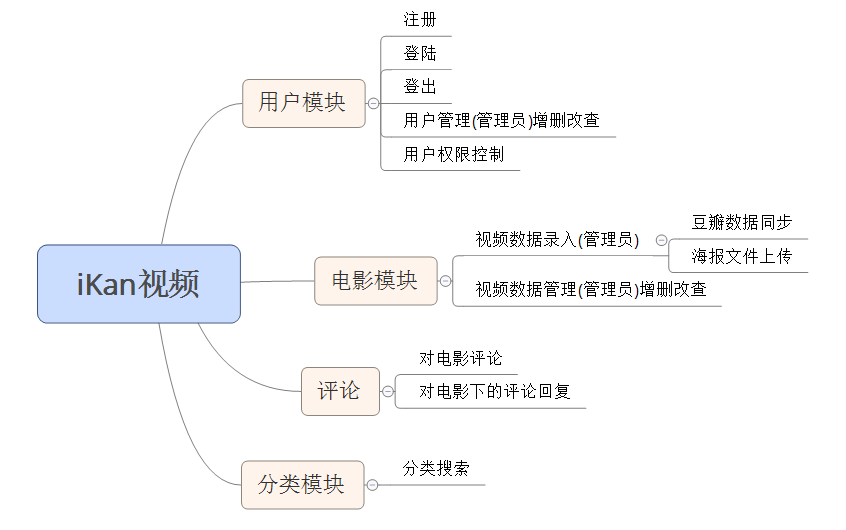 iKan视频
用户模块
注册
登陆
登出
用户管理(管理员)增删改查
用户权限控制
电影模块
视频数据录入(管理员)
豆瓣数据同步
海报文件上传
视频数据管理(管理员)增删改查
评论
对电影评论
对电影下的评论回复
分类模块
分类搜索